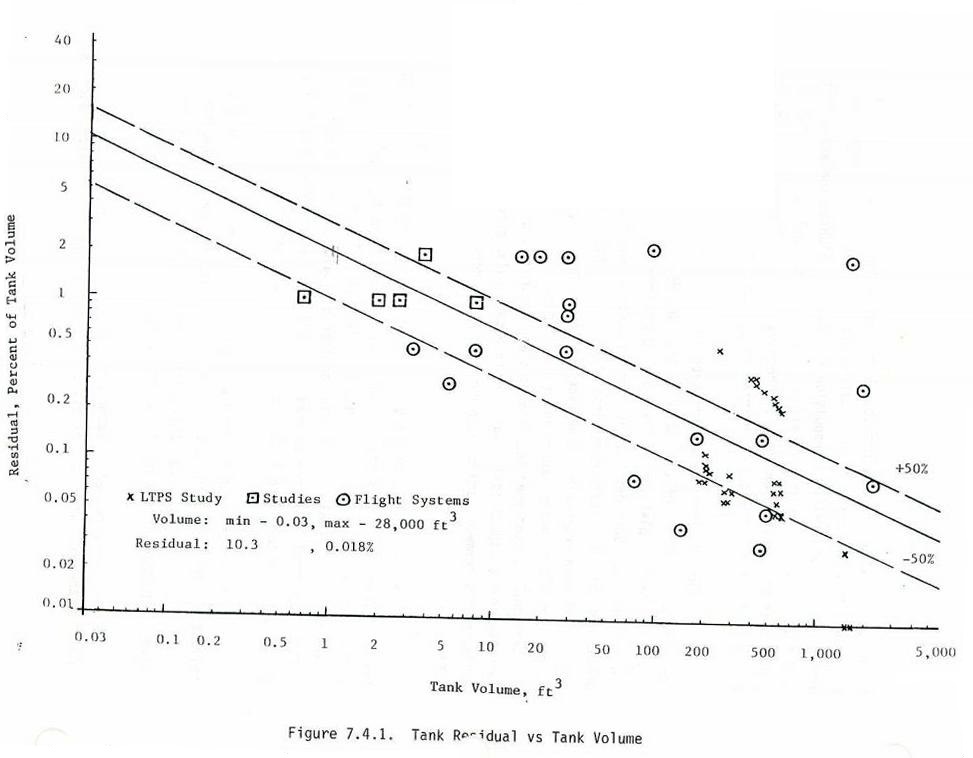 Residual, Percent of Tank Volume
40
20
10
5
2
1
0.5
0.2
0.1
0.05
0.02
0.01
+50%
-50%
x LTPS Study Studies Flight Systems
Volume: min - 0.03, max - 28,000 ft3
Residual: 10.3 , 0.018%
0.03 0.1 0.2 0.5 1 2 5 10 20 50 100 200 500 1,000 5,000
Tank Volume, ft3
Figure 7.4.1. Tank Residual vs Tank Volume